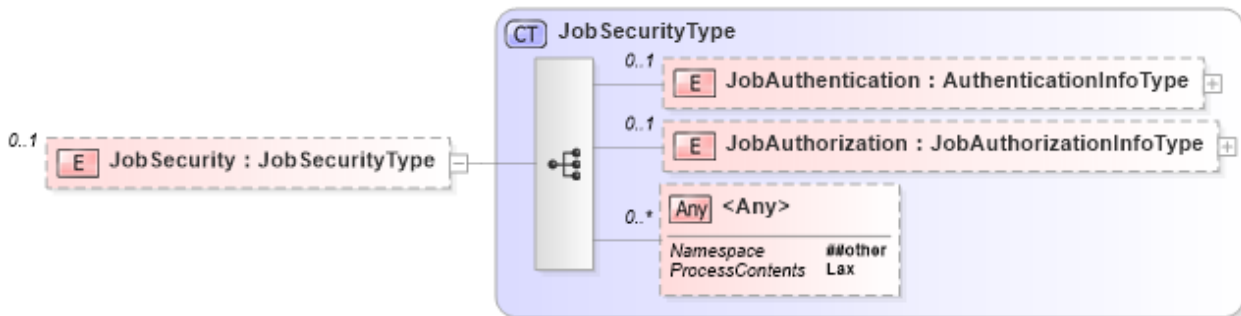 CT JobSecurityType
0..1
E JobAuthentication : AuthenticationInfoType
0..1
E JobAuthorization : JobAuthorizationInfoType
0..1
E JobSecurity : JobSecurityType
0..*
Any <Any>
Namespace ##other
ProcessContents Lax